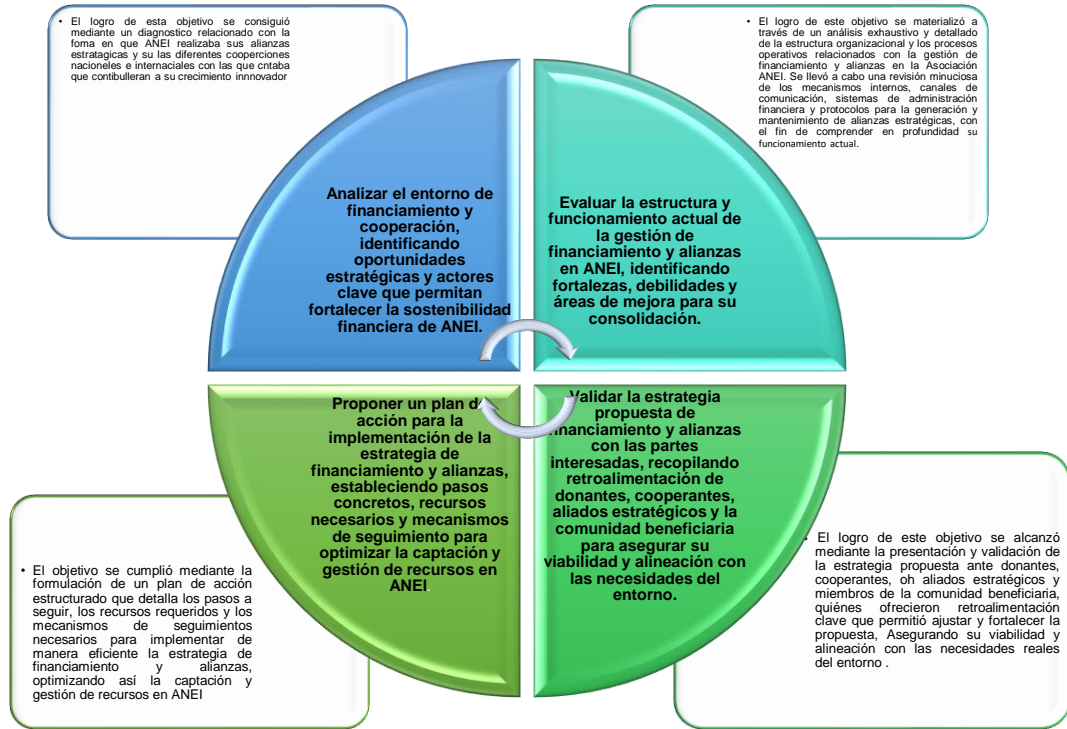 • El logro de esta objetivo se consiguió
mediante un diagnostico relacionado con la
foma en que ANEI realizaba sus alianzas
estratagicas y su las diferentes cooperciones
nacionales e internaciales con las que cntaba
que contibulleran a su crecimiento innnovador
• El logro de este objetivo se materializó a
través de un análisis exhaustivo y detallado
de la estructura organizacional y los procesos
operativos relacionados con la gestión de
financiamiento y alianzas en la Asociación
ANEI. Se llevó a cabo una revisión minuciosa
de los mecanismos internos, canales de
comunicación, sistemas de administración
financiera y protocolos para la generación y
mantenimiento de alianzas estratégicas, con
el fin de comprender en profundidad su
funcionamiento actual.
Analizar el entorno de
financiamiento y
cooperación,
identificando
oportunidades
estratégicas y actores
clave que permitan
fortalecer la sostenibilidad
financiera de ANEI.
Evaluar la estructura y
funcionamiento actual de
la gestión de
financiamiento y alianzas
en ANEI, identificando
fortalezas, debilidades y
áreas de mejora para su
consolidación.
Proponer un plan de
acción para la
implementación de la
estrategia de
financiamiento y alianzas,
estableciendo pasos
concretos, recursos
necesarios y mecanismos
de seguimiento para
optimizar la captación y
gestión de recursos en
ANEI.
Validar la estrategia
propuesta de
financiamiento y alianzas
con las partes
interesadas, recopilando
retroalimentación de
donantes, cooperantes,
aliados estratégicos y la
comunidad beneficiaria
para asegurar su
viabilidad y alineación con
las necesidades del
entorno.
• El objetivo se cumplió mediante la
formulación de un plan de acción
estructurado que detalla los pasos a
seguir, los recursos requeridos y los
mecanismos de seguimientos
necesarios para implementar de
manera eficiente la estrategia de
financiamiento y alianzas,
optimizando así la captación y
gestión de recursos en ANEI
• El logro de este objetivo se alcanzó
mediante la presentación y validación de
la estrategia propuesta ante donantes,
cooperantes, oh aliados estratégicos y
miembros de la comunidad beneficiaria,
quiénes ofrecieron retroalimentación
clave que permitió ajustar y fortalecer la
propuesta, Asegurando su viabilidad y
alineación con las necesidades reales
del entorno .